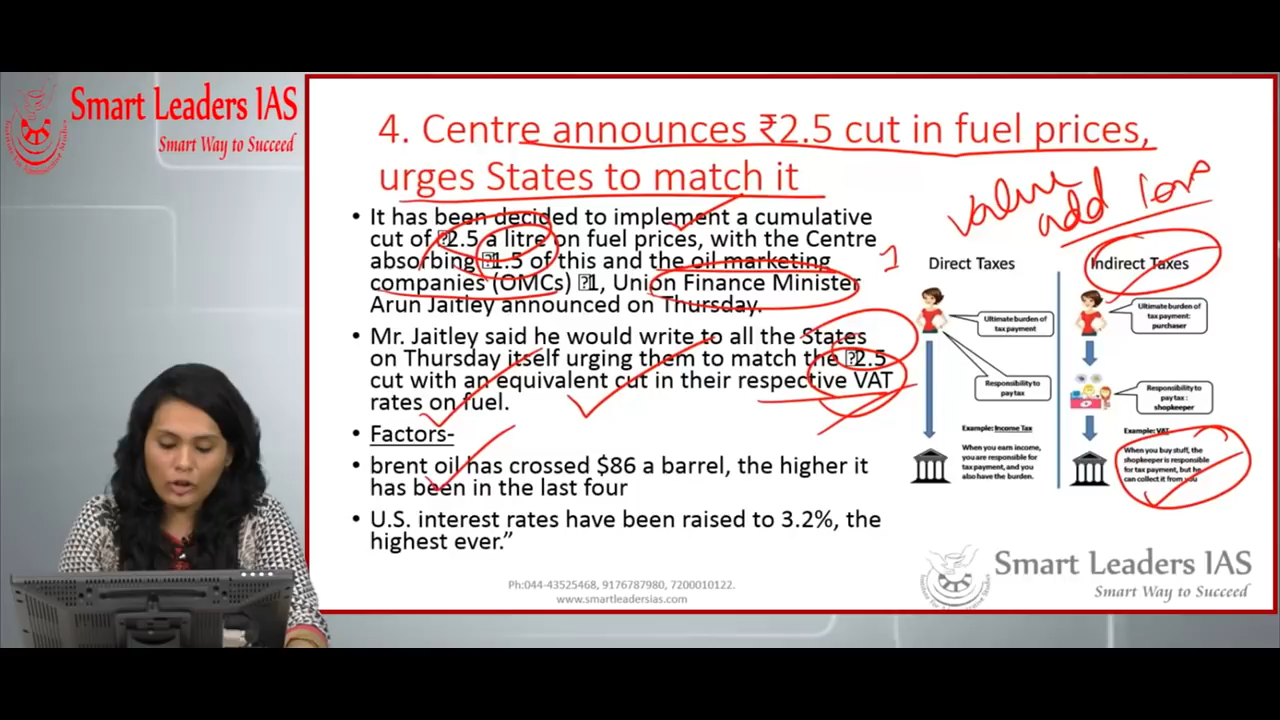 Smart Leaders IAS
Smart Way to Succeed
4. Centre announces ₹2.5 cut in fuel prices,
urges States to match it
• It has been decided to implement a cumulative
cut of 2.5 a litre on fuel prices, with the Centre
absorbing 1.5 of this and the oil marketing
companies (OMCs) 1, Union Finance Minister
Arun Jaitley announced on Thursday.
• Mr. Jaitley said he would write to all the States
on Thursday itself urging them to match the 2.5
cut with an equivalent cut in their respective VAT
rates on fuel.
• Factors-
• brent oil has crossed $86 a barrel, the higher it
has been in the last four
• U.S. interest rates have been raised to 3.2%, the
highest ever.”
value
add
1
Direct Taxes
Ultimate burden of
tax payment
Responsibility to
pay tax
Example: Income Tax
When you earn income,
you are responsible for
tax payment, and you
also have the burden.
Indirect Taxes
Ultimate burden of
tax payment:
purchaser
Responsibility to
pay tax :
shopkeeper
Example: VAT
When you buy stuff, the
shopkeeper is responsible
for tax payment, but he
can collect it from you
Ph:044-43525468, 9176787980, 7200010122.
www.smartleadersias.com
Smart Leaders IAS
Smart Way to Succeed